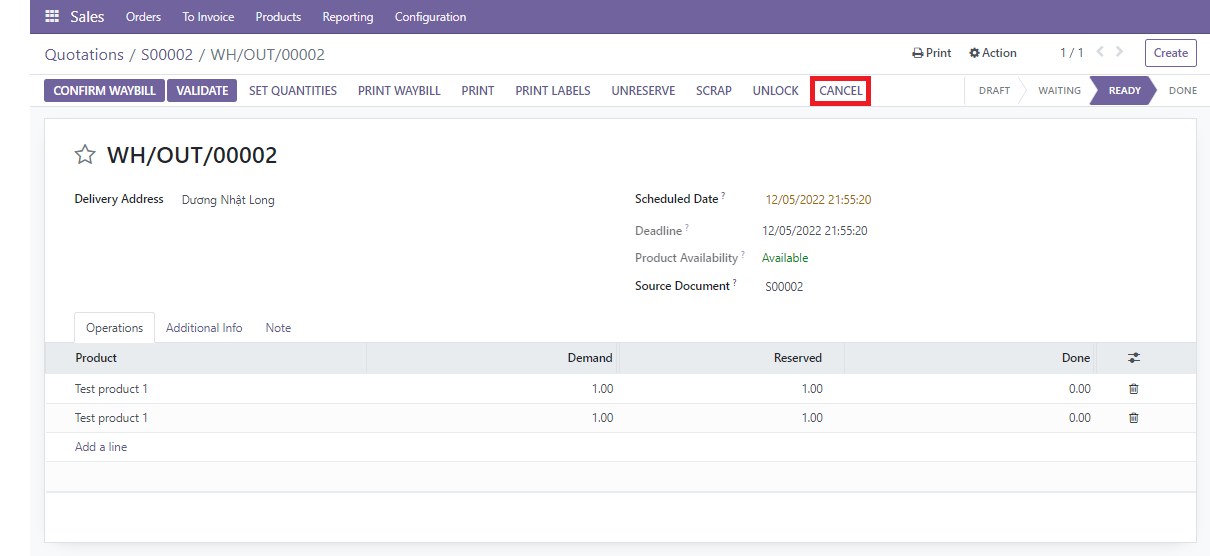 Sales Orders To Invoice Products Reporting Configuration
Quotations / S00002 / WH/OUT/00002 Print Action 1 / 1 Create
CONFIRM WAYBILL VALIDATE SET QUANTITIES PRINT WAYBILL PRINT PRINT LABELS UNRESERVE SCRAP UNLOCK CANCEL DRAFT WAITING READY DONE
WH/OUT/00002
Delivery Address Dương Nhật Long Scheduled Date ? 12/05/2022 21:55:20
Deadline ? 12/05/2022 21:55:20
Product Availability ? Available
Source Document ? S00002
Operations Additional Info Note
Product Demand Reserved Done
Test product 1 1.00 1.00 0.00
Test product 1 1.00 1.00 0.00
Add a line